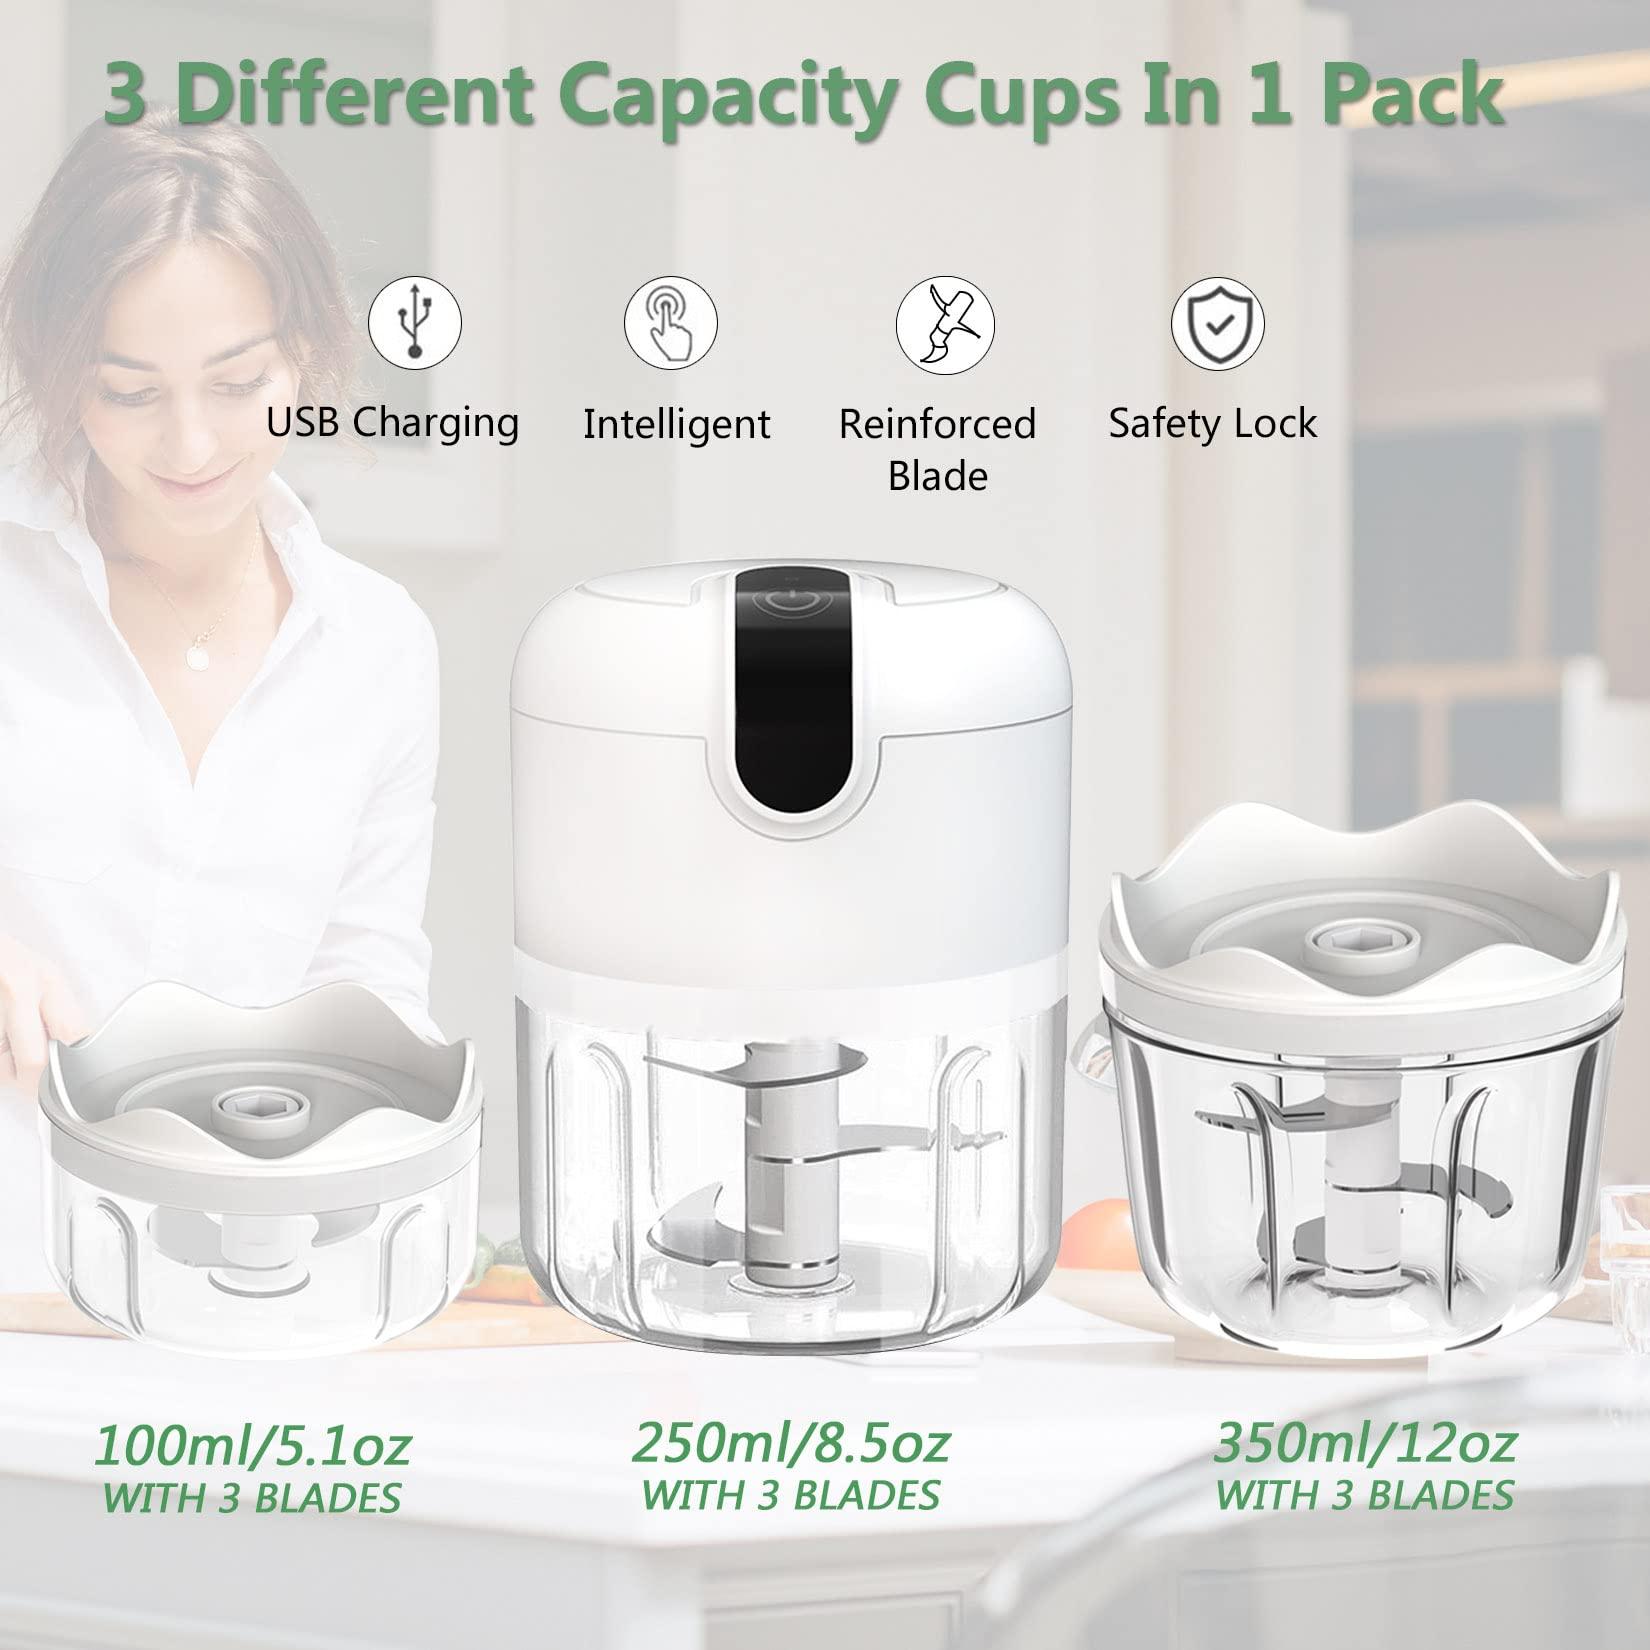 3 Different Capacity Cups In 1 Pack
USB Charging
Intelligent
Reinforced
Blade
Safety Lock
100ml/5.1oz
WITH 3 BLADES
250ml/8.5oz
WITH 3 BLADES
350ml/12oz
WITH 3 BLADES